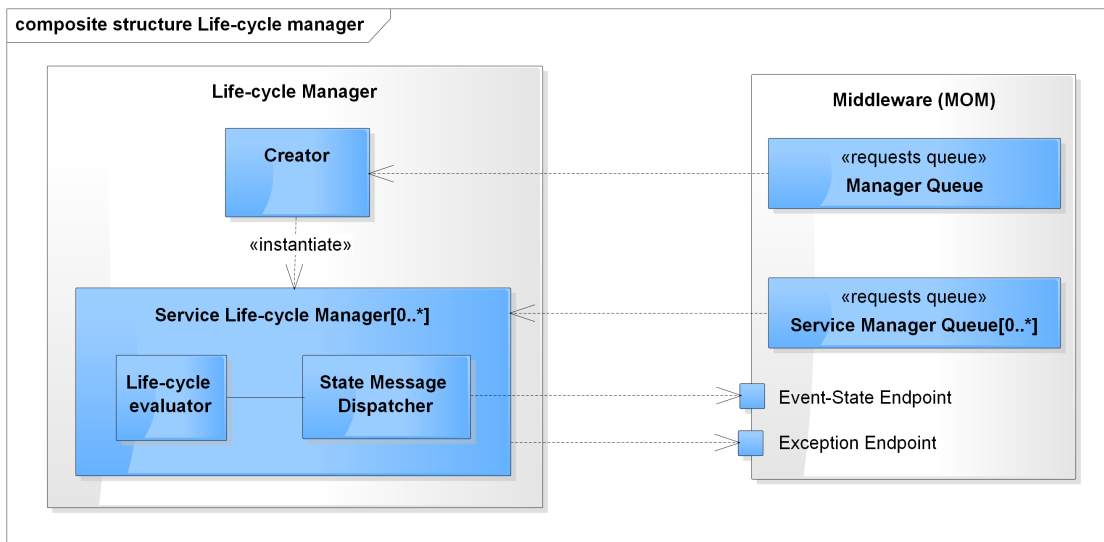 composite structure Life-cycle manager
Life-cycle Manager
Creator
«instantiate»
Service Life-cycle Manager[0..*]
Life-cycle
evaluator
State Message
Dispatcher
Middleware (MOM)
«requests queue»
Manager Queue
«requests queue»
Service Manager Queue[0..*]
Event-State Endpoint
Exception Endpoint